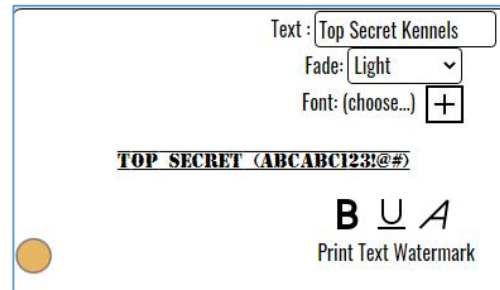 Text : Top Secret Kennels
Fade: Light
Font: (choose...) +
TOP SECRET (ABCABC123!@#)
B U A
Print Text Watermark